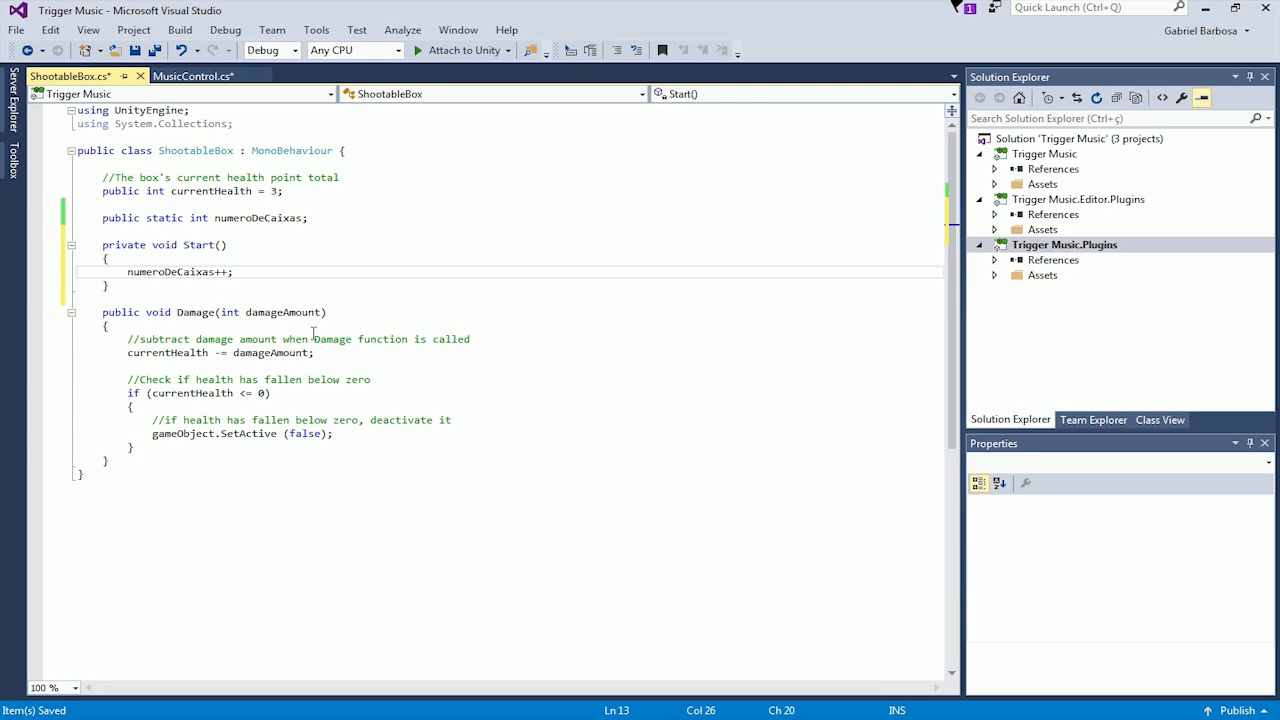 Trigger Music - Microsoft Visual Studio
1
Quick Launch (Ctrl+Q)
File Edit View Project Build Debug Team Tools Test Analyze Window Help
Gabriel Barbosa
Debug Any CPU Attach to Unity
Server Explorer
Toolbox
ShootableBox.cs* MusicControl.cs*
Trigger Music ShootableBox Start()
using UnityEngine;
using System.Collections;
public class ShootableBox : MonoBehaviour {
//The box's current health point total
public int currentHealth = 3;
public static int numeroDeCaixas;
private void Start()
{
numeroDeCaixas++;
}
public void Damage(int damageAmount)
{
//subtract damage amount when Damage function is called
currentHealth -= damageAmount;
//Check if health has fallen below zero
if (currentHealth <= 0)
{
//if health has fallen below zero, deactivate it
gameObject.SetActive (false);
}
}
}
100 %
Solution Explorer
Search Solution Explorer (Ctrl+ç)
Solution 'Trigger Music' (3 projects)
Trigger Music
References
Assets
Trigger Music.Editor.Plugins
References
Assets
Trigger Music.Plugins
References
Assets
Solution Explorer Team Explorer Class View
Properties
Item(s) Saved Ln 13 Col 26 Ch 20 INS Publish